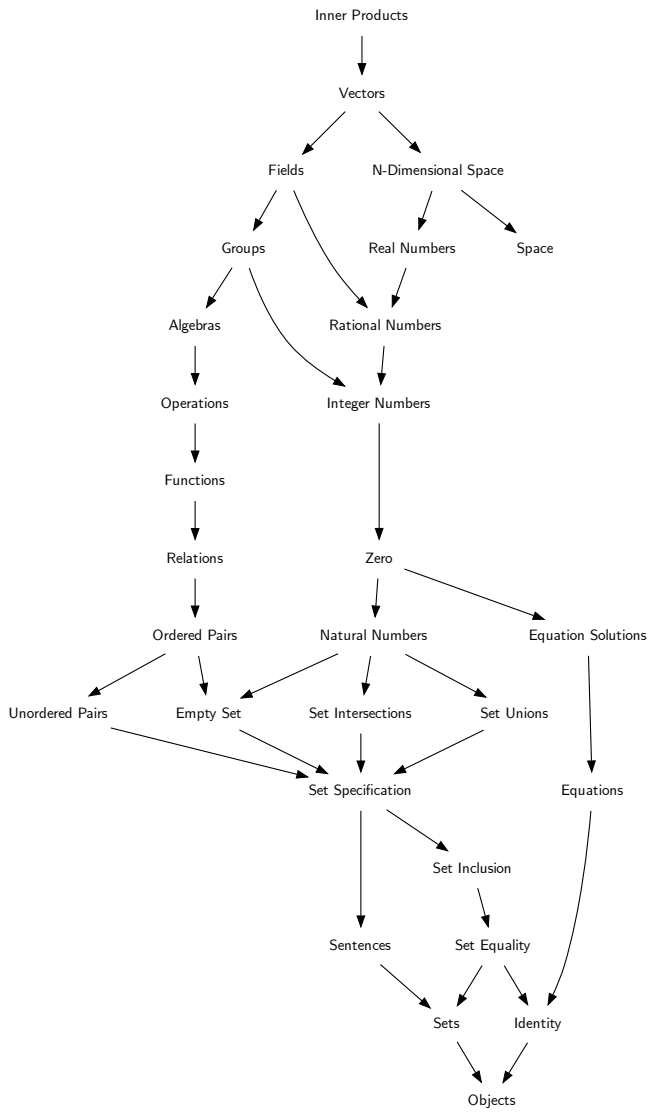 Inner Products
Vectors
Fields
N-Dimensional Space
Groups
Real Numbers
Space
Algebras
Rational Numbers
Operations
Integer Numbers
Functions
Relations
Zero
Ordered Pairs
Natural Numbers
Equation Solutions
Unordered Pairs
Empty Set
Set Intersections
Set Unions
Set Specification
Equations
Set Inclusion
Sentences
Set Equality
Sets
Identity
Objects